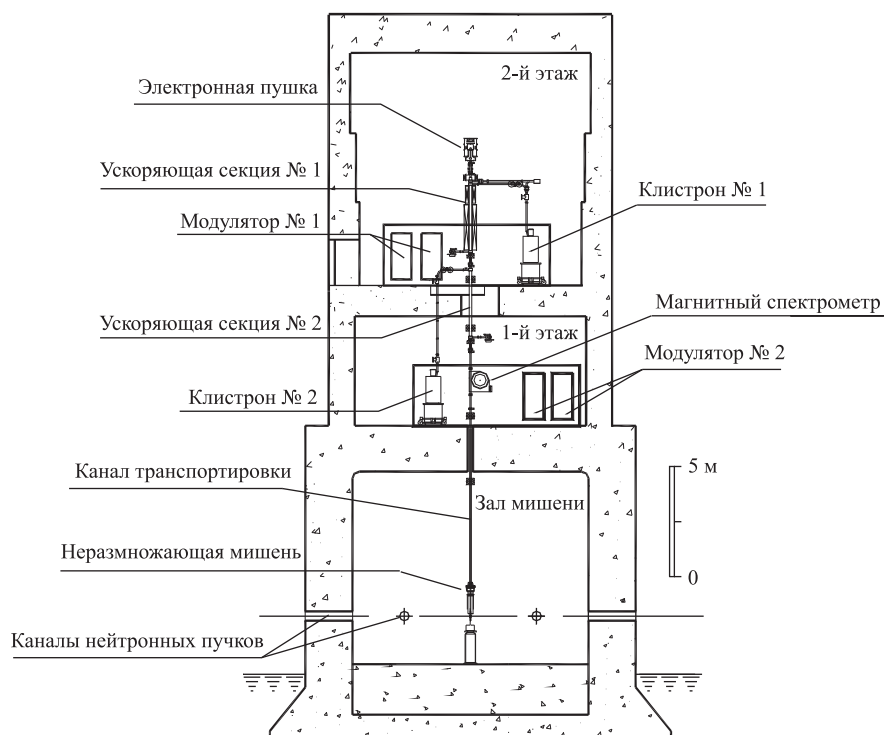 2-й этаж
Электронная пушка
Ускоряющая секция № 1
Клистрон № 1
Модулятор № 1
Магнитный спектрометр
Ускоряющая секция № 2
1-й этаж
Модулятор № 2
Клистрон № 2
Канал транспортировки
5 м
Зал мишени
Неразмножающая мишень
0
Каналы нейтронных пучков